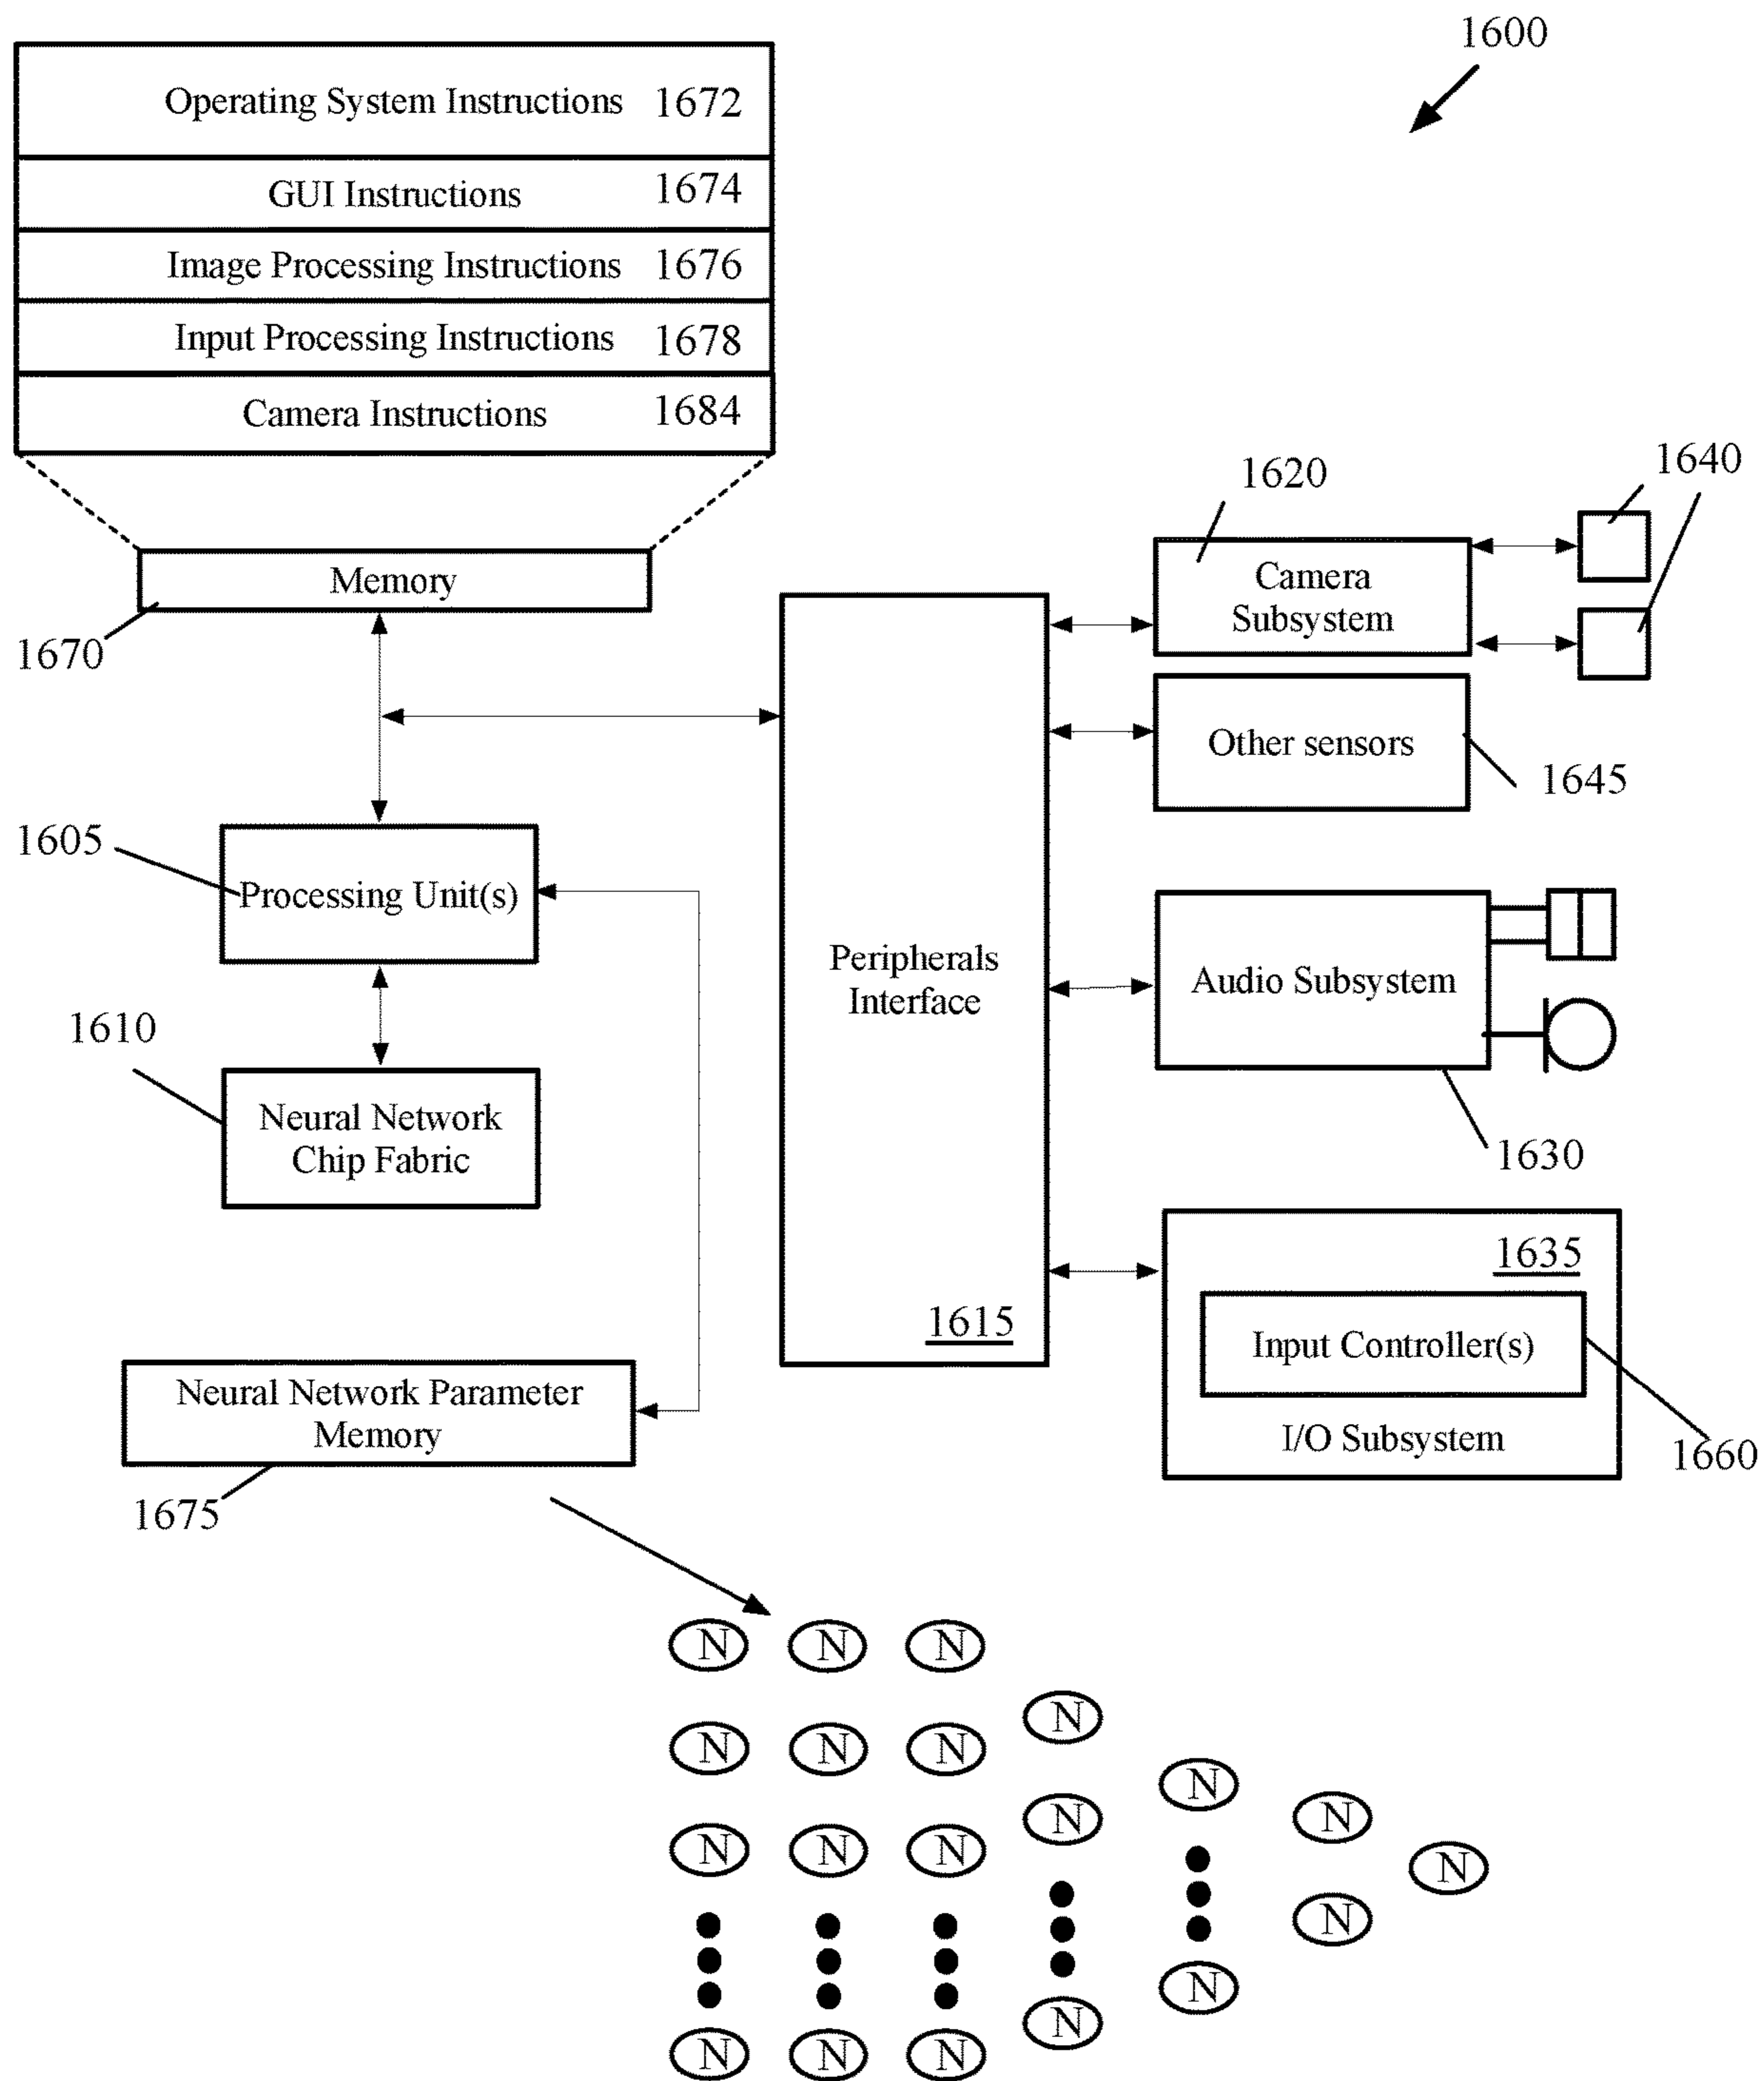 1600
Operating System Instructions 1672
GUI Instructions 1674
Image Processing Instructions 1676
Input Processing Instructions 1678
Camera Instructions 1684
Memory
1670
1605
Processing Unit(s)
1610
Neural Network
Chip Fabric
Neural Network Parameter
Memory
1675
Peripherals
Interface
1615
1620
1640
Camera
Subsystem
Other sensors
1645
Audio Subsystem
1630
1635
Input Controller(s)
I/O Subsystem
1660
N N N
N
N N N
N
N
N
N N N
N
N
N
N
N N N